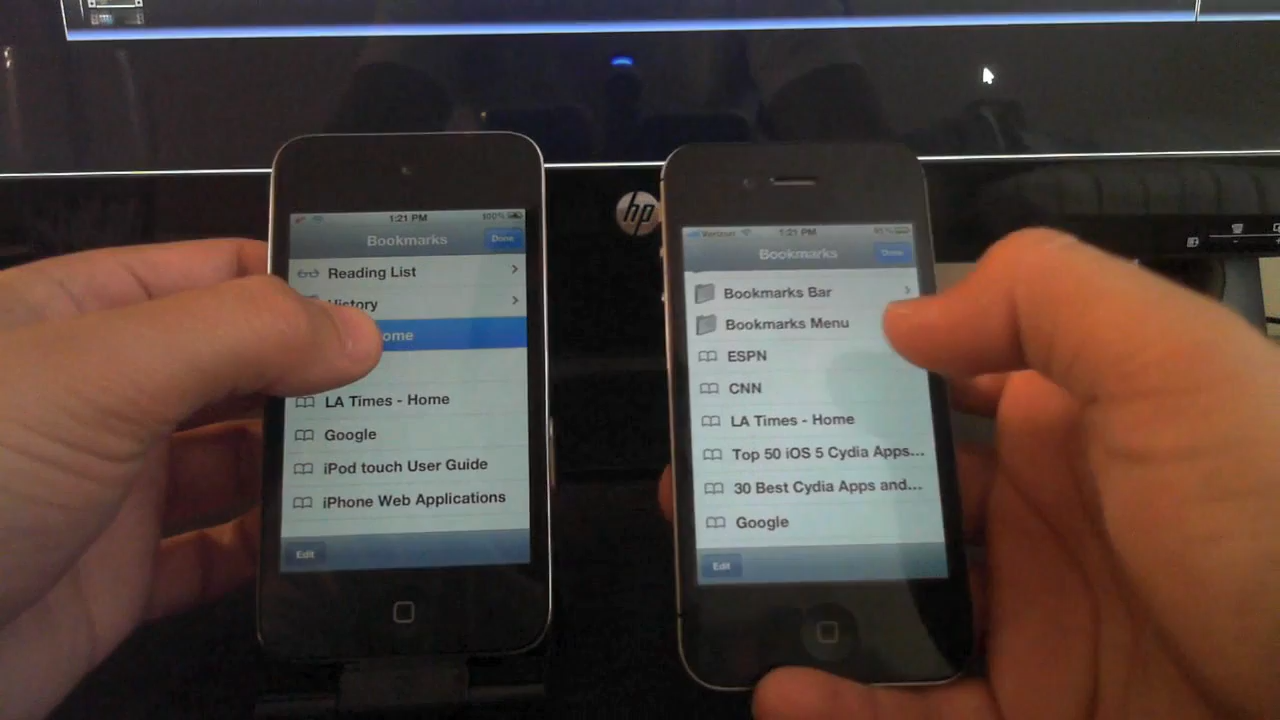 hp
1:21 PM
100%
Bookmarks
Done
Reading List
History
ome
LA Times - Home
Google
iPod touch User Guide
iPhone Web Applications
Edit
Verizon
1:21 PM
Bookmarks
Done
Bookmarks Bar
Bookmarks Menu
ESPN
CNN
LA Times - Home
Top 50 iOS 5 Cydia Apps...
30 Best Cydia Apps and...
Google
Edit